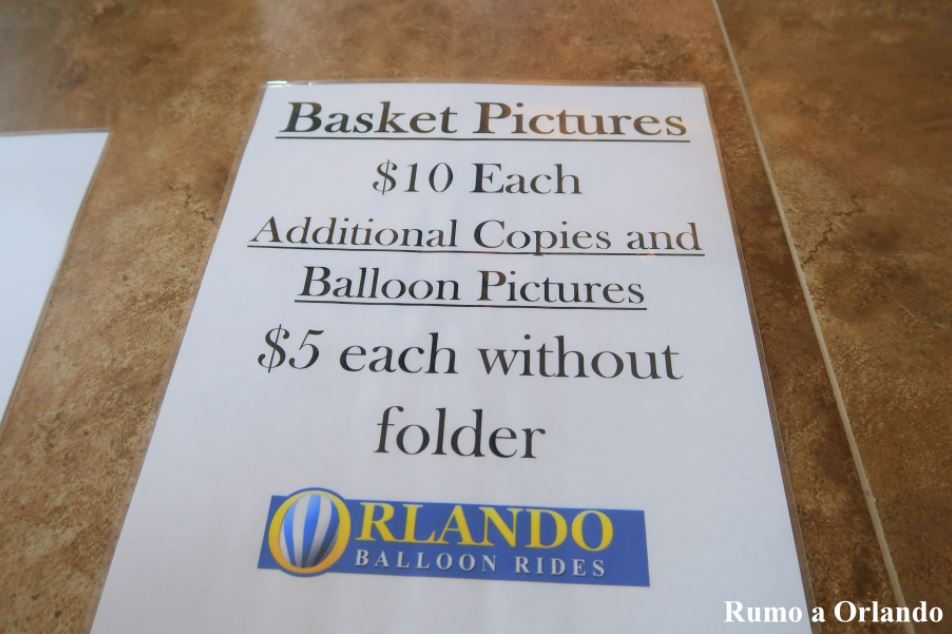 Basket Pictures
$10 Each
Additional Copies and
Balloon Pictures
$5 each without
folder
ORLANDO
BALLOON RIDES
Rumo a Orlando